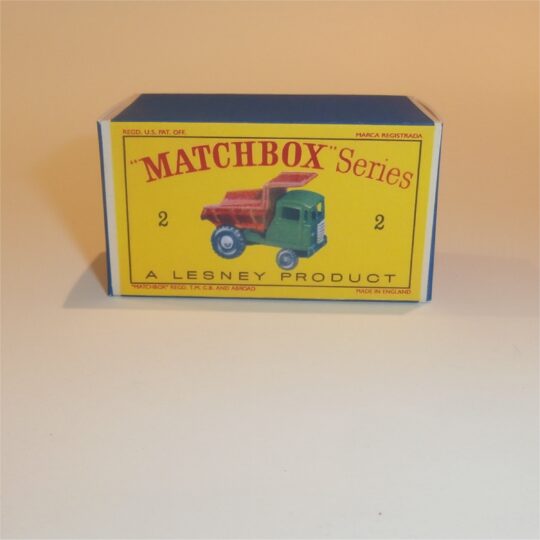 REGD. U.S. PAT. OFF. MARCA REGISTRADA
"MATCHBOX" Series
2 2
A LESNEY PRODUCT
"MATCHBOX" REGD. T.M. G.B. AND ABROAD MADE IN ENGLAND